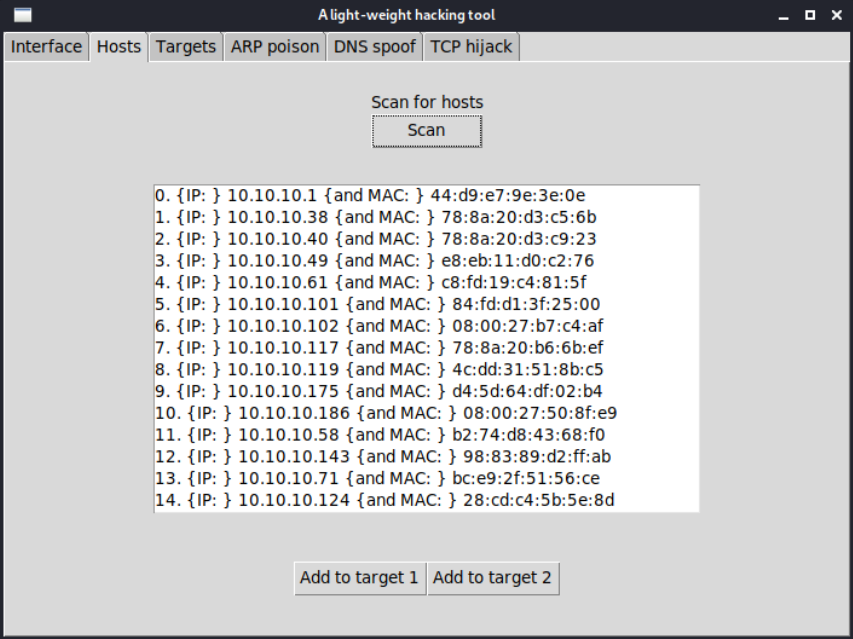 A light-weight hacking tool
Interface Hosts Targets ARP poison DNS spoof TCP hijack
Scan for hosts
Scan
0. {IP: } 10.10.10.1 {and MAC: } 44:d9:e7:9e:3e:0e
1. {IP: } 10.10.10.38 {and MAC: } 78:8a:20:d3:c5:6b
2. {IP: } 10.10.10.40 {and MAC: } 78:8a:20:d3:c9:23
3. {IP: } 10.10.10.49 {and MAC: } e8:eb:11:d0:c2:76
4. {IP: } 10.10.10.61 {and MAC: } c8:fd:19:c4:81:5f
5. {IP: } 10.10.10.101 {and MAC: } 84:fd:d1:3f:25:00
6. {IP: } 10.10.10.102 {and MAC: } 08:00:27:b7:c4:af
7. {IP: } 10.10.10.117 {and MAC: } 78:8a:20:b6:6b:ef
8. {IP: } 10.10.10.119 {and MAC: } 4c:dd:31:51:8b:c5
9. {IP: } 10.10.10.175 {and MAC: } d4:5d:64:df:02:b4
10. {IP: } 10.10.10.186 {and MAC: } 08:00:27:50:8f:e9
11. {IP: } 10.10.10.58 {and MAC: } b2:74:d8:43:68:f0
12. {IP: } 10.10.10.143 {and MAC: } 98:83:89:d2:ff:ab
13. {IP: } 10.10.10.71 {and MAC: } bc:e9:2f:51:56:ce
14. {IP: } 10.10.10.124 {and MAC: } 28:cd:c4:5b:5e:8d
Add to target 1 Add to target 2